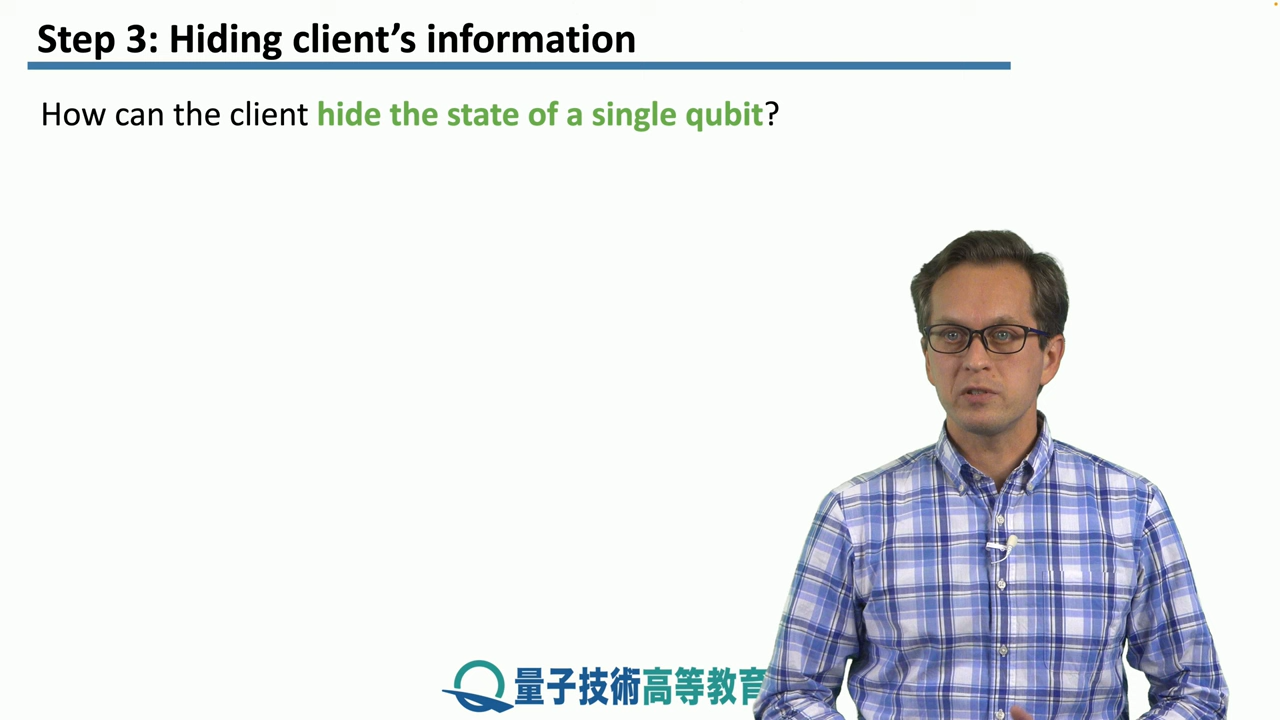 Step 3: Hiding client's information
How can the client hide the state of a single qubit?
量子技術高等教育